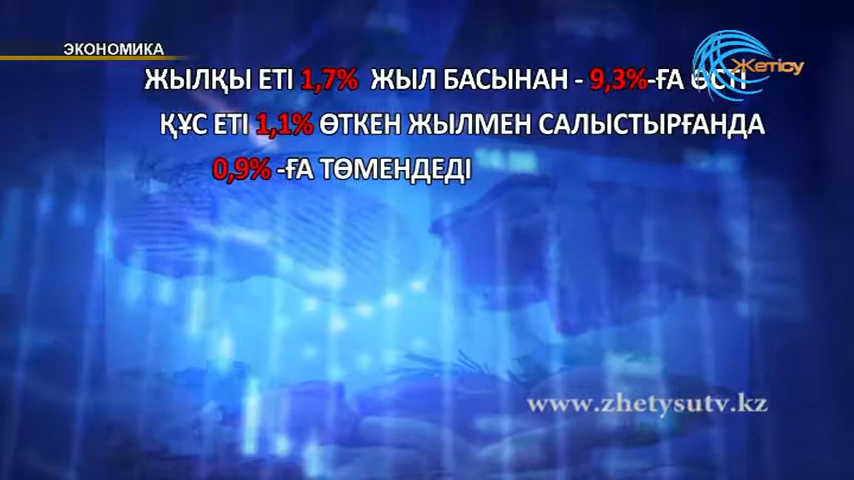 ЭКОНОМИКА
Жетісу
ЖЫЛҚЫ ЕТІ 1,7% ЖЫЛ БАСЫНАН - 9,3%-ҒА ӨСТІ
ҚҰС ЕТІ 1,1% ӨТКЕН ЖЫЛМЕН САЛЫСТЫРҒАНДА
0,9% -ҒА ТӨМЕНДЕДІ
www.zhetysutv.kz